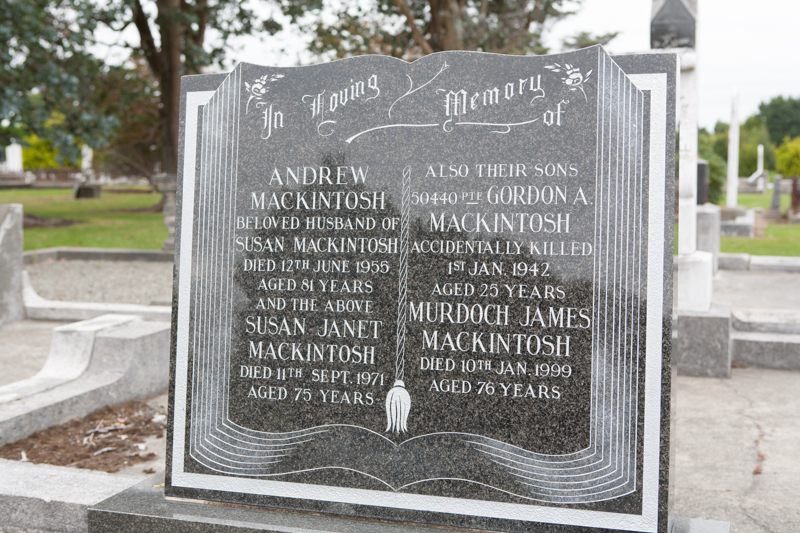 In Loving Memory of
ANDREW
MACKINTOSH
BELOVED HUSBAND OF
SUSAN MACKINTOSH
DIED 12TH JUNE 1955
AGED 81 YEARS
AND THE ABOVE
SUSAN JANET
MACKINTOSH
DIED 11TH SEPT. 1971
AGED 75 YEARS
ALSO THEIR SONS
50440 PTE GORDON A.
MACKINTOSH
ACCIDENTALLY KILLED
1ST JAN. 1942
AGED 25 YEARS
MURDOCH JAMES
MACKINTOSH
DIED 10TH JAN. 1999
AGED 76 YEARS